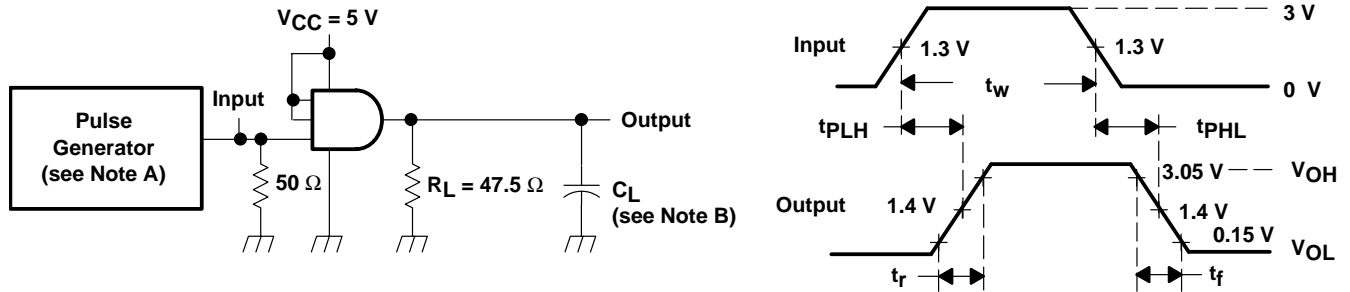 VCC = 5 V
Input
Pulse
Generator
(see Note A)
50 Ω
RL = 47.5 Ω
CL
(see Note B)
Output
Input
3 V
1.3 V
1.3 V
tw
0 V
tPLH
tPHL
3.05 V
VOH
Output
1.4 V
1.4 V
0.15 V
VOL
tr
tf